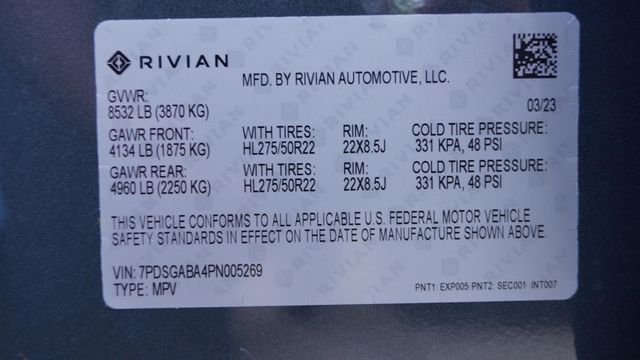 RIVIAN
MFD. BY RIVIAN AUTOMOTIVE, LLC.
GVWR:
8532 LB (3870 KG)
03/23
GAWR FRONT: WITH TIRES: RIM: COLD TIRE PRESSURE:
4134 LB (1875 KG) HL275/50R22 22X8.5J 331 KPA, 48 PSI
GAWR REAR: WITH TIRES: RIM: COLD TIRE PRESSURE:
4960 LB (2250 KG) HL275/50R22 22X8.5J 331 KPA, 48 PSI
THIS VEHICLE CONFORMS TO ALL APPLICABLE U.S. FEDERAL MOTOR VEHICLE
SAFETY STANDARDS IN EFFECT ON THE DATE OF MANUFACTURE SHOWN ABOVE.
VIN: 7PDSGABA4PN005269
TYPE: MPV
PNT1: EXP005 PNT2: SEC001 INT007